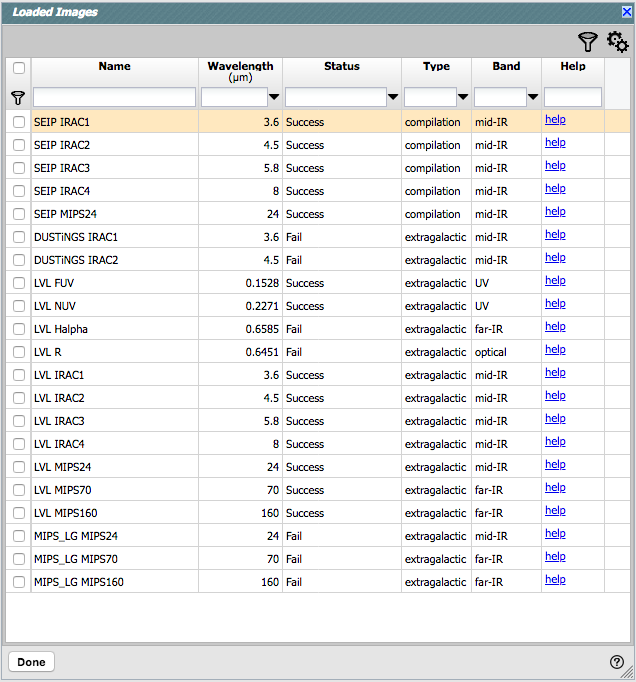 Loaded Images
Name Wavelength Status Type Band Help
(μm)
SEIP IRAC1 3.6 Success compilation mid-IR help
SEIP IRAC2 4.5 Success compilation mid-IR help
SEIP IRAC3 5.8 Success compilation mid-IR help
SEIP IRAC4 8 Success compilation mid-IR help
SEIP MIPS24 24 Success compilation mid-IR help
DUSTiNGS IRAC1 3.6 Fail extragalactic mid-IR help
DUSTiNGS IRAC2 4.5 Fail extragalactic mid-IR help
LVL FUV 0.1528 Success extragalactic UV help
LVL NUV 0.2271 Success extragalactic UV help
LVL Halpha 0.6585 Fail extragalactic far-IR help
LVL R 0.6451 Fail extragalactic optical help
LVL IRAC1 3.6 Success extragalactic mid-IR help
LVL IRAC2 4.5 Success extragalactic mid-IR help
LVL IRAC3 5.8 Success extragalactic mid-IR help
LVL IRAC4 8 Success extragalactic mid-IR help
LVL MIPS24 24 Success extragalactic mid-IR help
LVL MIPS70 70 Success extragalactic far-IR help
LVL MIPS160 160 Success extragalactic far-IR help
MIPS_LG MIPS24 24 Fail extragalactic mid-IR help
MIPS_LG MIPS70 70 Fail extragalactic far-IR help
MIPS_LG MIPS160 160 Fail extragalactic far-IR help
Done